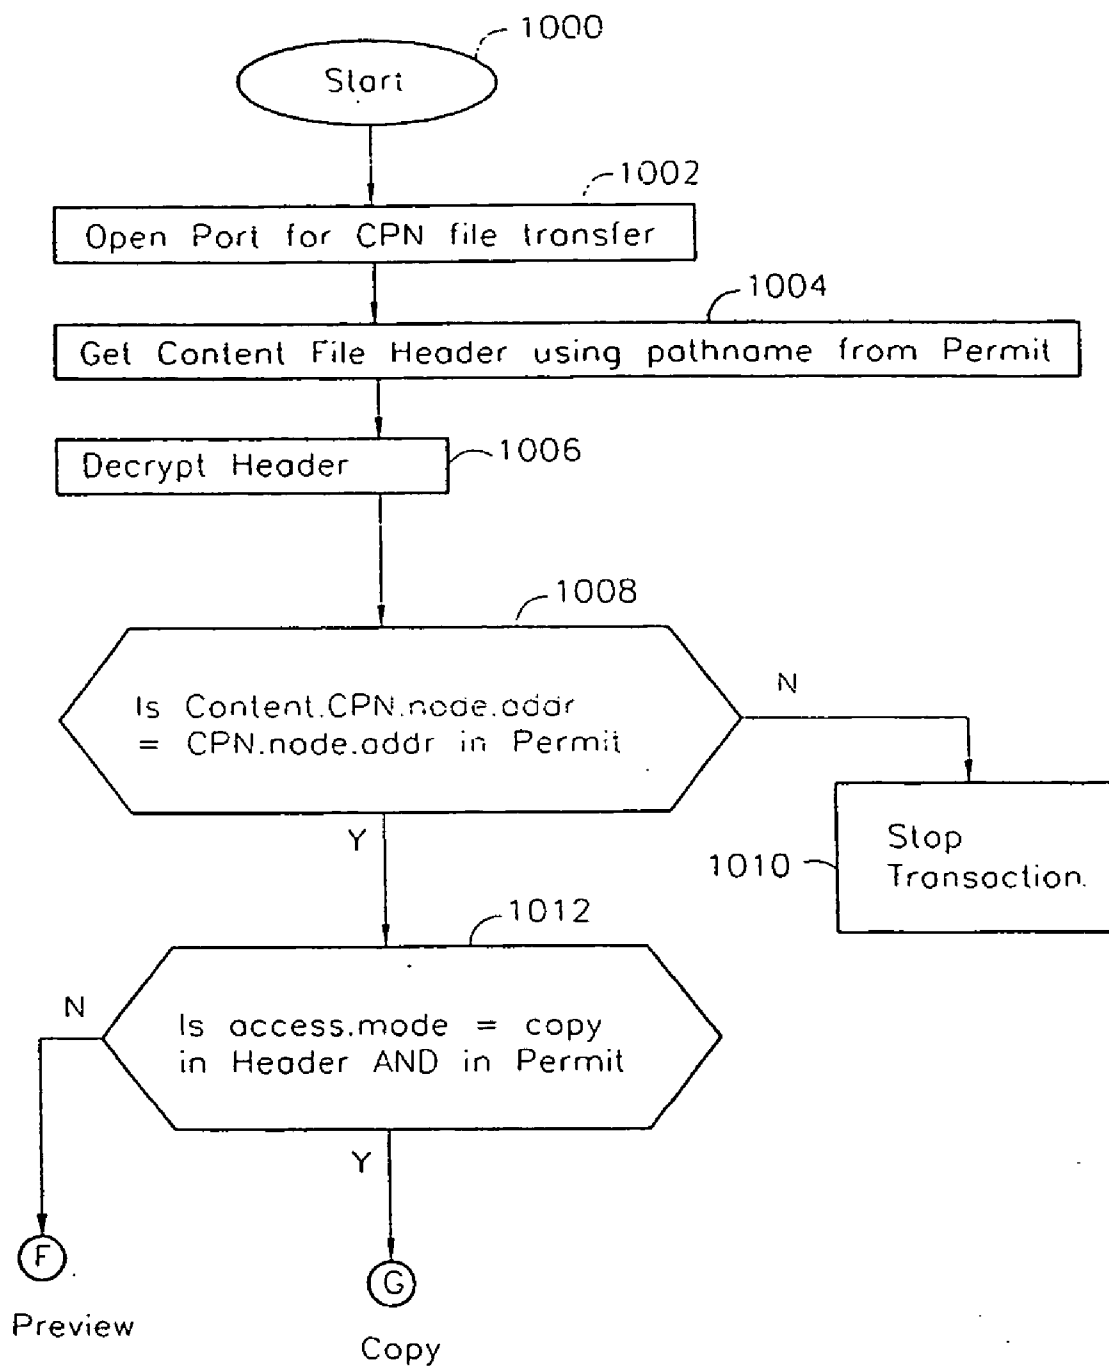 1000
Start
1002
Open Port for CPN file transfer
1004
Get Content File Header using pathname from Permit
Decrypt Header
1006
1008
Is Content.CPN.node.addr
= CPN.node.addr in Permit
N
Y
1010
Stop
Transaction.
1012
N
Is access.mode = copy
in Header AND in Permit
Y
F
Preview
G
Copy